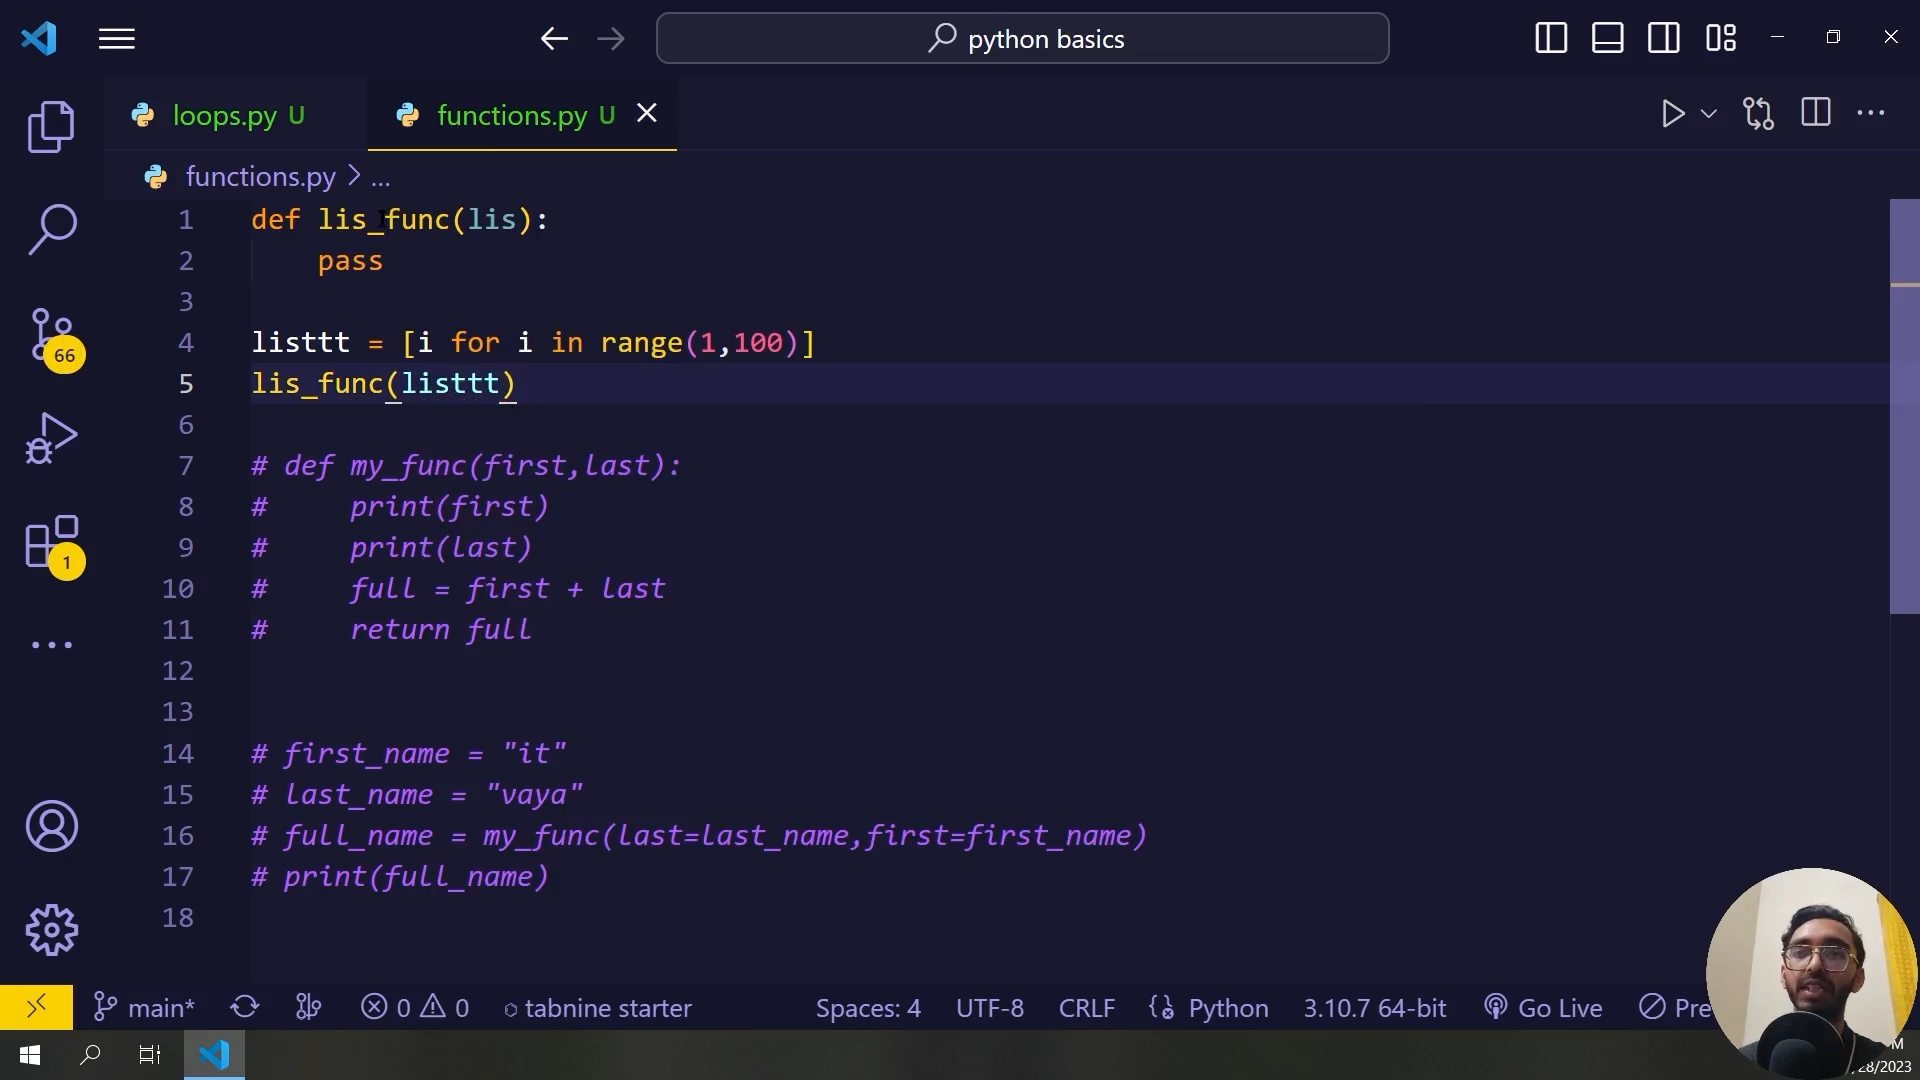 python basics
loops.py U
functions.py U
functions.py > ...
1 def lis_func(lis):
2     pass
3
4 listtt = [i for i in range(1,100)]
5 lis_func(listtt)
6
7 # def my_func(first,last):
8 #     print(first)
9 #     print(last)
10 #     full = first + last
11 #     return full
12
13
14 # first_name = "it"
15 # last_name = "vaya"
16 # full_name = my_func(last=last_name,first=first_name)
17 # print(full_name)
18
66
1
main* 0 0 tabnine starter Spaces: 4 UTF-8 CRLF Python 3.10.7 64-bit Go Live Pre
M
28/2023